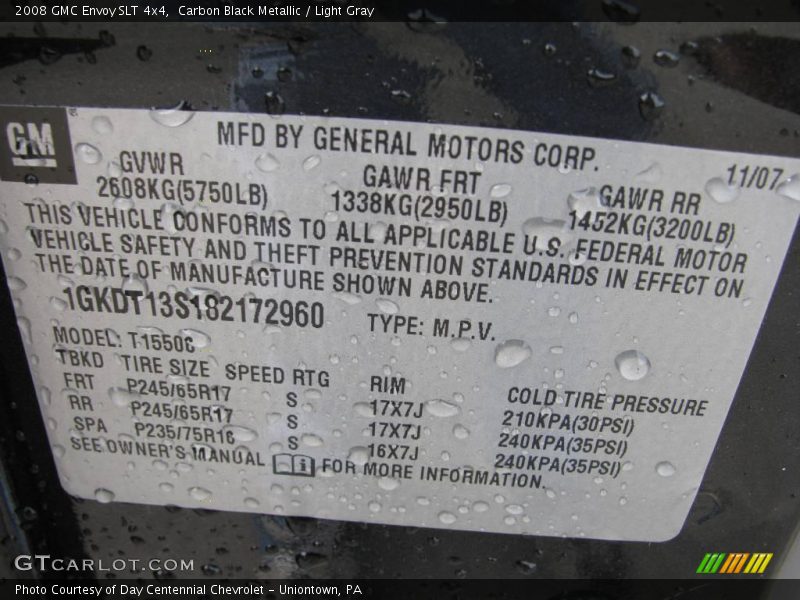 2008 GMC Envoy SLT 4x4,  Carbon Black Metallic / Light Gray
GM
MFD BY GENERAL MOTORS CORP.
11/07
GVWR GAWR FRT GAWR RR
2608KG(5750LB) 1338KG(2950LB) 1452KG(3200LB)
THIS VEHICLE CONFORMS TO ALL APPLICABLE U.S. FEDERAL MOTOR
VEHICLE SAFETY AND THEFT PREVENTION STANDARDS IN EFFECT ON
THE DATE OF MANUFACTURE SHOWN ABOVE.
1GKDT13S182172960 TYPE: M.P.V.
MODEL: T15506
TBKD TIRE SIZE SPEED RTG RIM COLD TIRE PRESSURE
FRT P245/65R17 S 17X7J 210KPA(30PSI)
RR P245/65R17 S 17X7J 240KPA(35PSI)
SPA P235/75R16 S 16X7J 240KPA(35PSI)
SEE OWNER'S MANUAL FOR MORE INFORMATION.
GTCARLOT.COM
Photo Courtesy of Day Centennial Chevrolet - Uniontown, PA